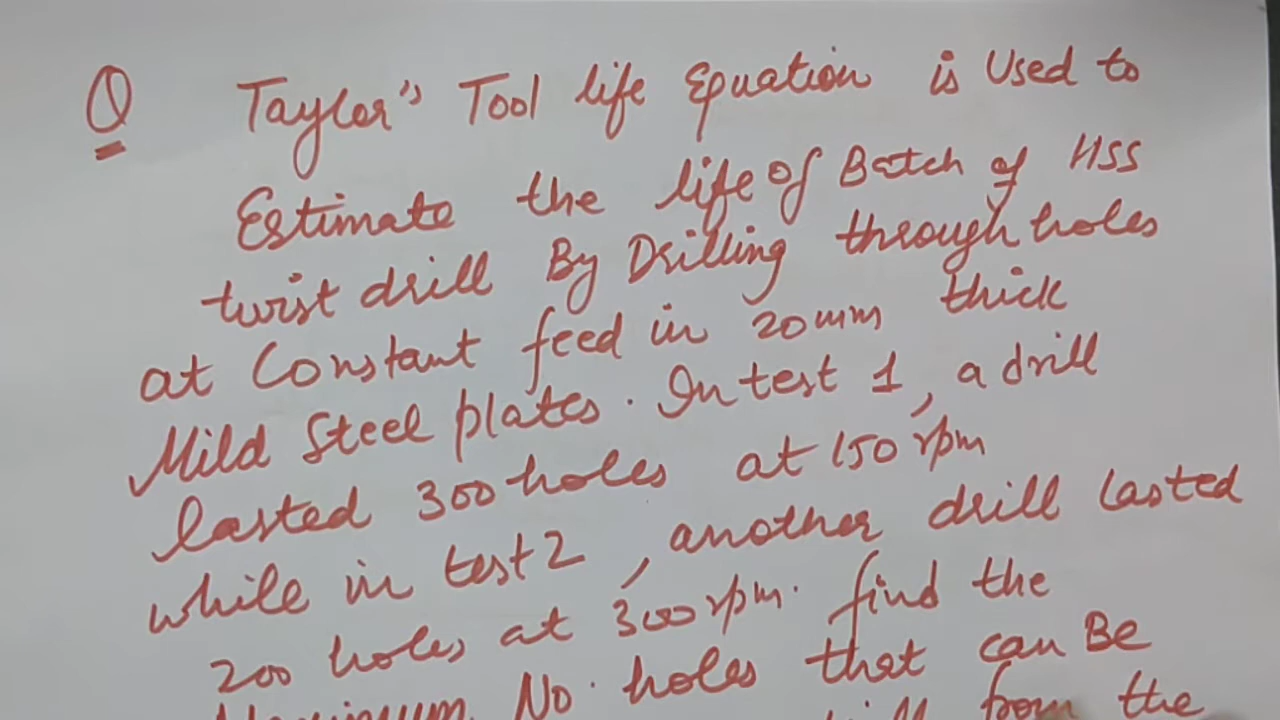 Q Taylor's Tool life Equation is Used to
Estimate the life of Batch of HSS
twist drill By Drilling through holes
at Constant feed in 20mm thick
Mild Steel plates. In test 1, a drill
lasted 300 holes at 150 rpm
while in test 2, another drill lasted
200 holes at 300 rpm. find the
Maximum No. holes that can Be
from the